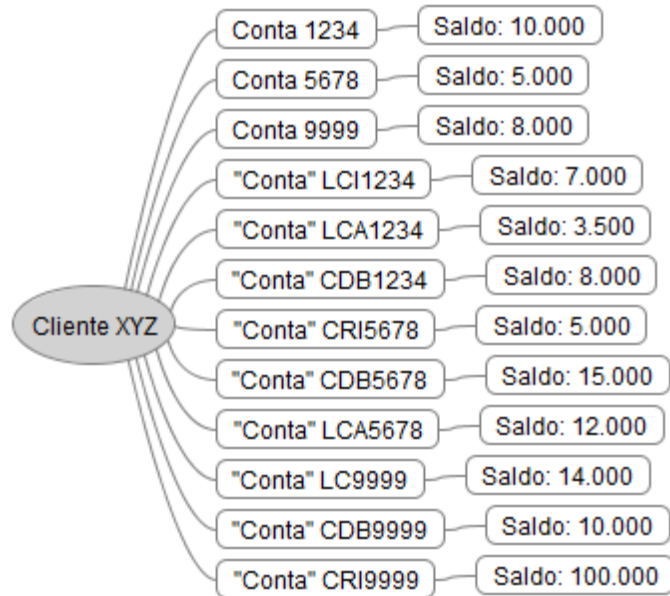 Conta 1234 Saldo: 10.000
Conta 5678 Saldo: 5.000
Conta 9999 Saldo: 8.000
"Conta" LCI1234 Saldo: 7.000
"Conta" LCA1234 Saldo: 3.500
"Conta" CDB1234 Saldo: 8.000
Cliente XYZ
"Conta" CRI5678 Saldo: 5.000
"Conta" CDB5678 Saldo: 15.000
"Conta" LCA5678 Saldo: 12.000
"Conta" LC9999 Saldo: 14.000
"Conta" CDB9999 Saldo: 10.000
"Conta" CRI9999 Saldo: 100.000